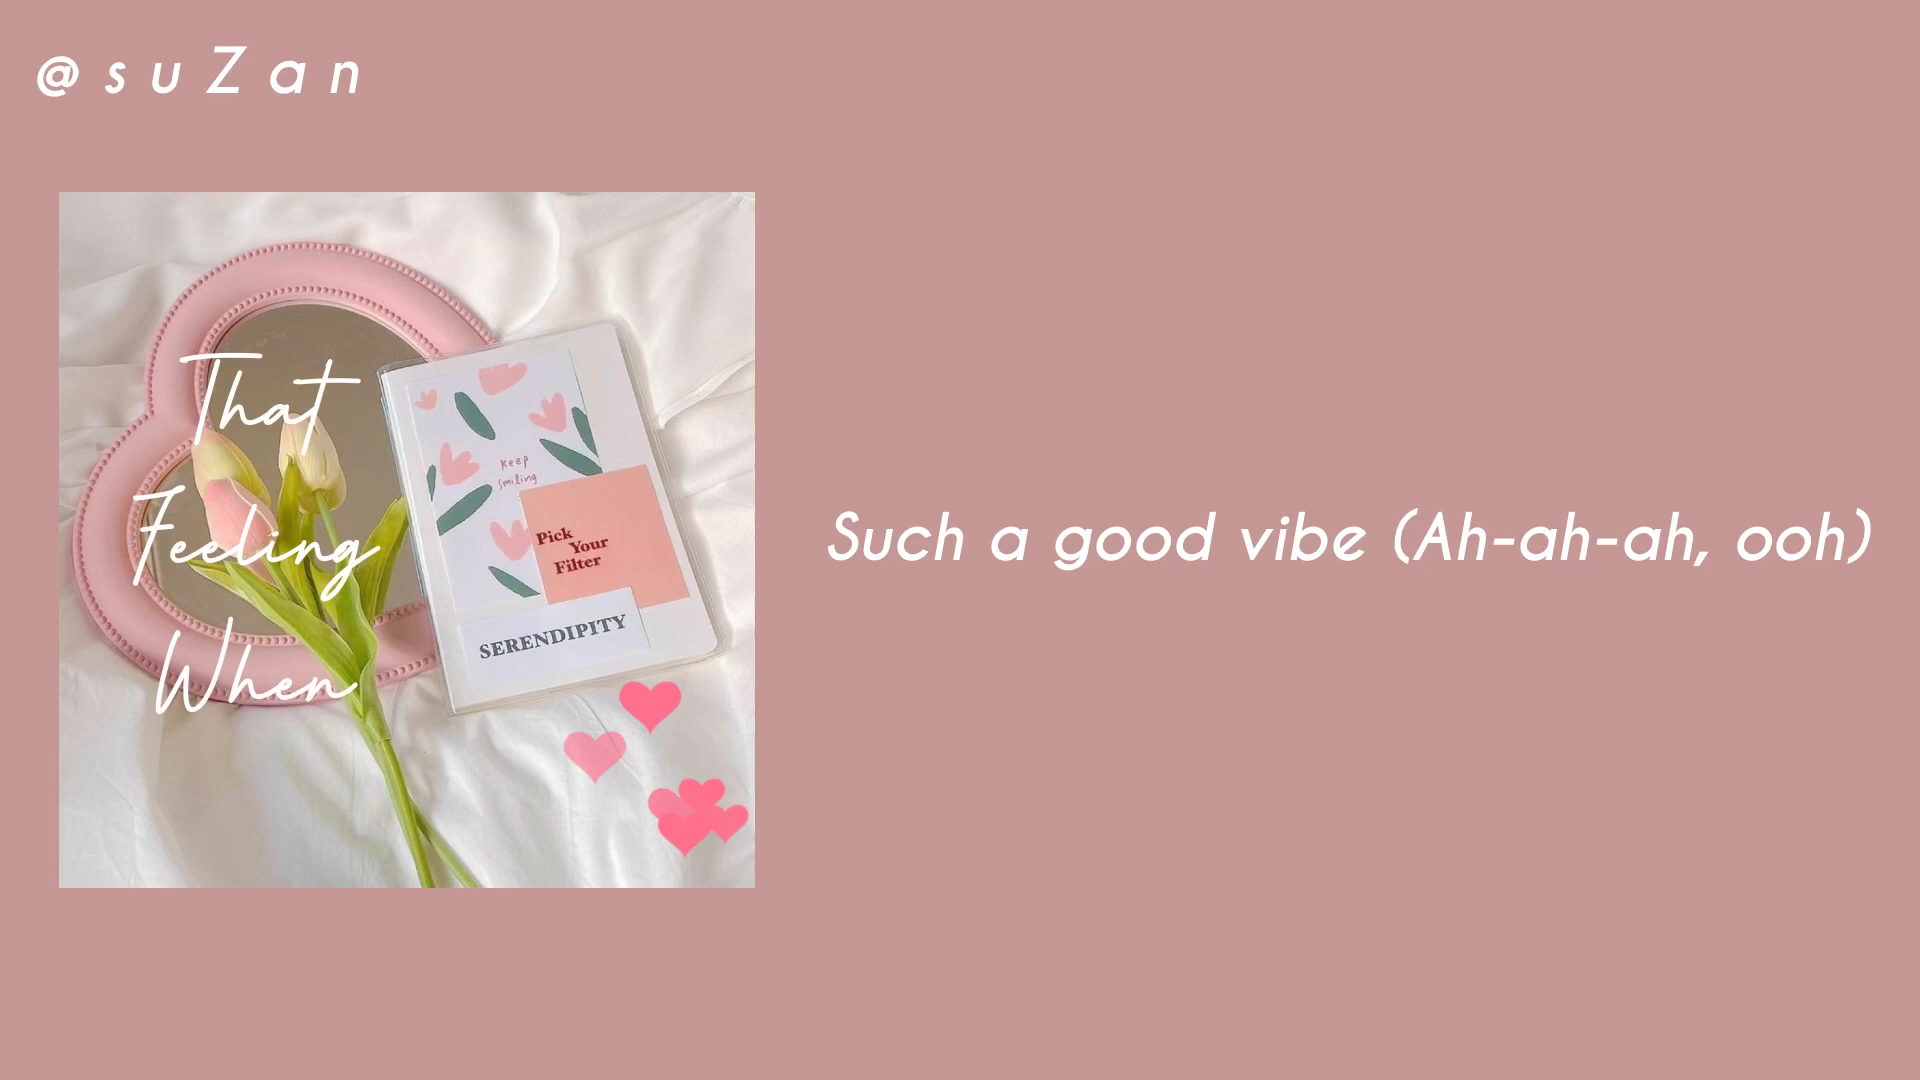 @suZan
That
Feeling
When
keep
smiling
Pick
Your
Filter
SERENDIPITY
Such a good vibe (Ah-ah-ah, ooh)